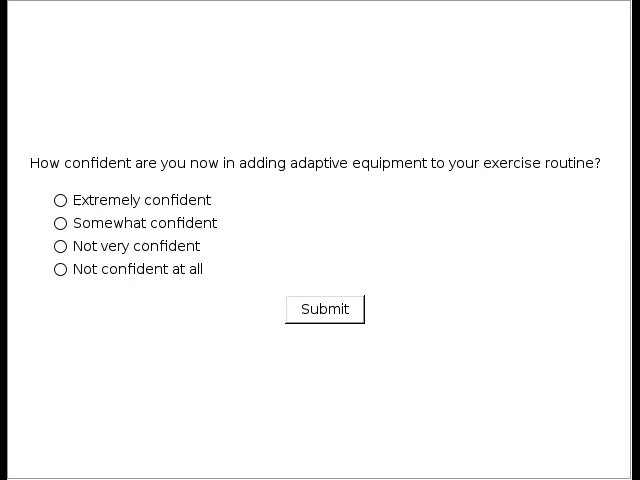 How confident are you now in adding adaptive equipment to your exercise routine?
Extremely confident
Somewhat confident
Not very confident
Not confident at all
Submit